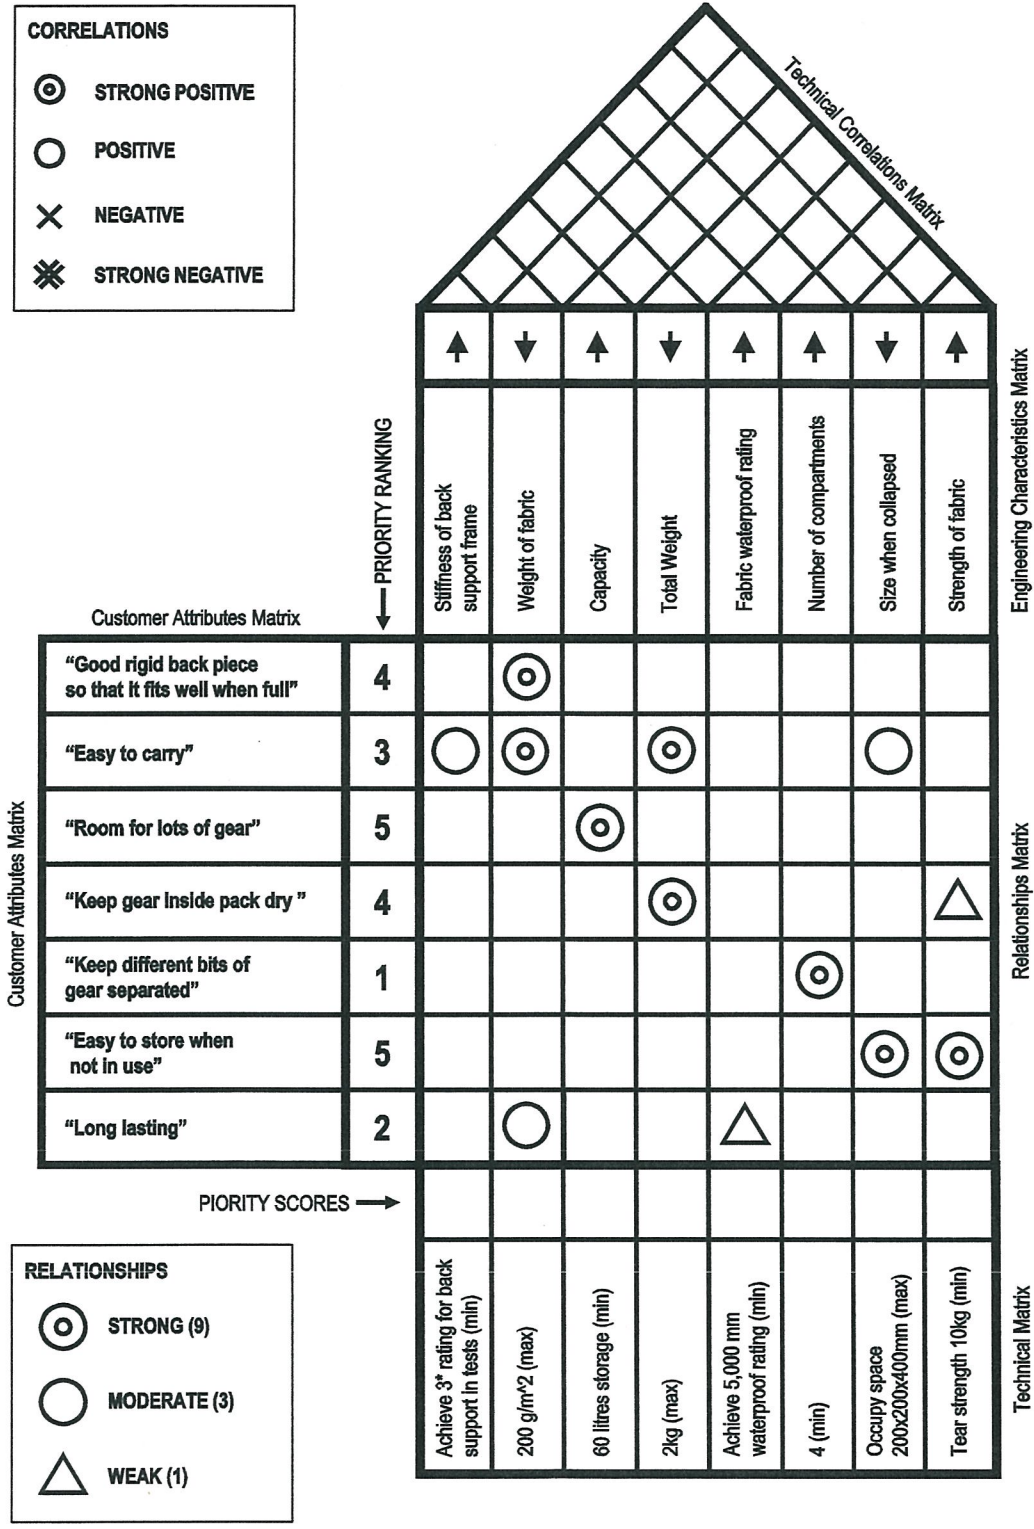 CORRELATIONS
STRONG POSITIVE
POSITIVE
NEGATIVE
STRONG NEGATIVE
Technical Correlations Matrix
Engineering Characteristics Matrix
PRIORITY RANKING
Stiffness of back
support frame
Weight of fabric
Capacity
Total Weight
Fabric waterproof rating
Number of compartments
Size when collapsed
Strength of fabric
Customer Attributes Matrix
Customer Attributes Matrix
Relationships Matrix
"Good rigid back piece
so that it fits well when full"
4
"Easy to carry"
3
"Room for lots of gear"
5
"Keep gear inside pack dry "
4
"Keep different bits of
gear separated"
1
"Easy to store when
not in use"
5
"Long lasting"
2
PIORITY SCORES
RELATIONSHIPS
STRONG (9)
MODERATE (3)
WEAK (1)
Achieve 3* rating for back
support in tests (min)
200 g/m^2 (max)
60 litres storage (min)
2kg (max)
Achieve 5,000 mm
waterproof rating (min)
4 (min)
Occupy space
200x200x400mm (max)
Tear strength 10kg (min)
Technical Matrix